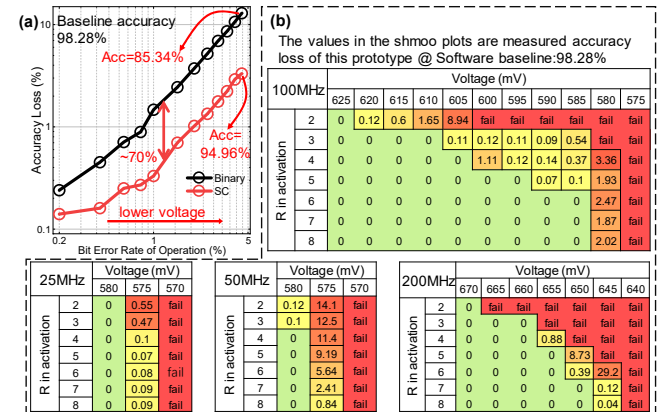 (a)
Baseline accuracy
98.28%
Acc=85.34%
Acc=
94.96%
~70%
Binary
SC
lower voltage
Accuracy Loss (%)
10
1
0.1
0.2
1
5
Bit Error Rate of Operation (%)
(b)
The values in the shmoo plots are measured accuracy
loss of this prototype @ Software baseline:98.28%
100MHz
Voltage (mV)
625 620 615 610 605 600 595 590 585 580 575
R in activation
2 0 0.12 0.6 1.65 8.94 fail fail fail fail fail fail
3 0 0 0 0 0.11 0.12 0.11 0.09 0.54 fail fail
4 0 0 0 0 0 1.11 0.12 0.14 0.37 3.36 fail
5 0 0 0 0 0 0 0 0.07 0.1 1.93 fail
6 0 0 0 0 0 0 0 0 0 2.47 fail
7 0 0 0 0 0 0 0 0 0 1.87 fail
8 0 0 0 0 0 0 0 0 0 2.02 fail
25MHz
Voltage (mV)
580 575 570
R in activation
2 0 0.55 fail
3 0 0.47 fail
4 0 0.1 fail
5 0 0.07 fail
6 0 0.08 fail
7 0 0.09 fail
8 0 0.09 fail
50MHz
Voltage (mV)
580 575 570
R in activation
2 0.12 14.1 fail
3 0.1 12.5 fail
4 0 11.4 fail
5 0 9.19 fail
6 0 5.64 fail
7 0 2.41 fail
8 0 0.84 fail
200MHz
Voltage (mV)
670 665 660 655 650 645 640
R in activation
2 0 fail fail fail fail fail fail
3 0 0 0 fail fail fail fail
4 0 0 0 0.88 fail fail fail
5 0 0 0 0 8.73 fail fail
6 0 0 0 0 0.39 29.2 fail
7 0 0 0 0 0 0.12 fail
8 0 0 0 0 0 0.04 fail